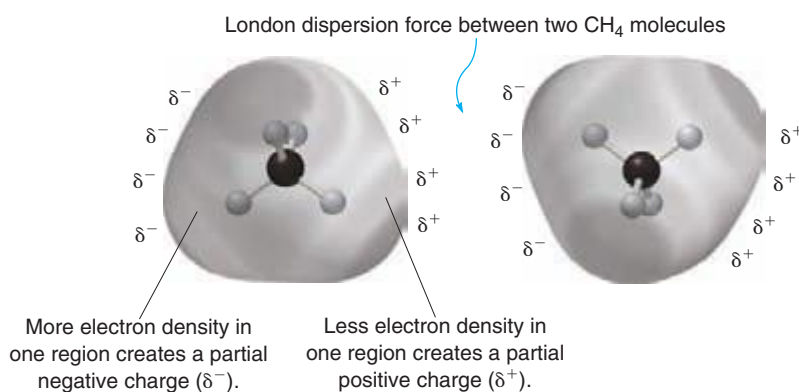 London dispersion force between two CH₄ molecules
δ⁻ δ⁺ δ⁻
δ⁻ δ⁺ δ⁻ δ⁺
δ⁻ δ⁺ δ⁻ δ⁺
δ⁻ δ⁺ δ⁻ δ⁺
δ⁺
More electron density in
one region creates a partial
negative charge (δ⁻).
Less electron density in
one region creates a partial
positive charge (δ⁺).